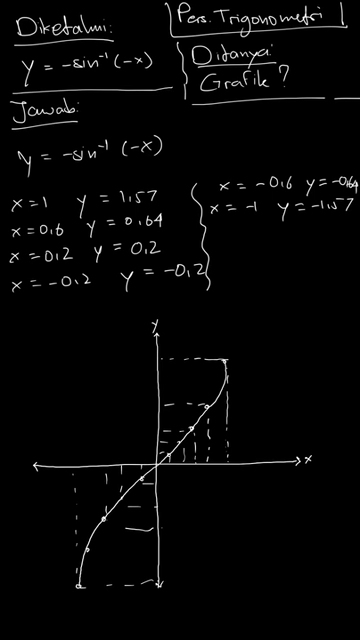 Diketahui:
y = -sin⁻¹(-x)
Pers. Trigonometri 1
Ditanya:
Grafik ?
Jawab:
y = -sin⁻¹ (-x)
x = 1 y = 1,57
x = 0,6 y = 0,64
x = 0,2 y = 0,2
x = -0,2 y = -0,2
x = -0,6 y = -0,64
x = -1 y = -1,57
y
x